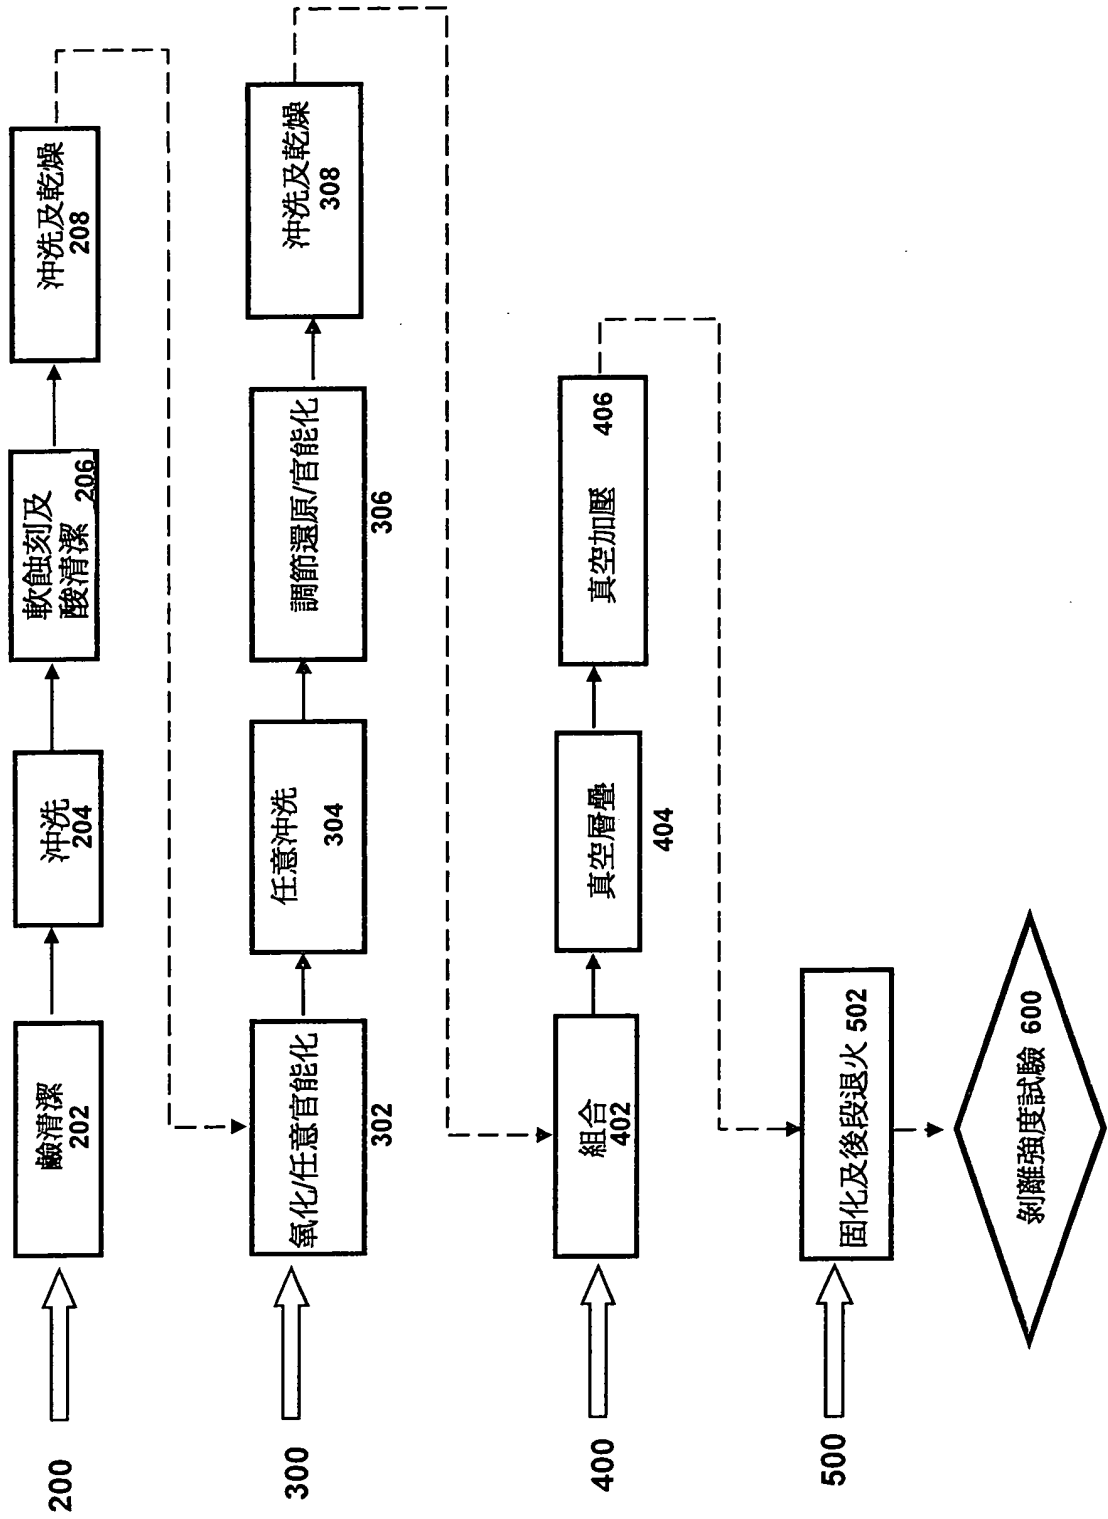 200
鹼清潔
202
沖洗
204
軟蝕刻及
酸清潔 206
沖洗及乾燥
208
300
氧化/任意官能化
302
任意沖洗
304
調節還原/官能化
306
沖洗及乾燥
308
400
組合
402
真空層疊
404
真空加壓 406
500
固化及後段退火 502
剝離強度試驗 600